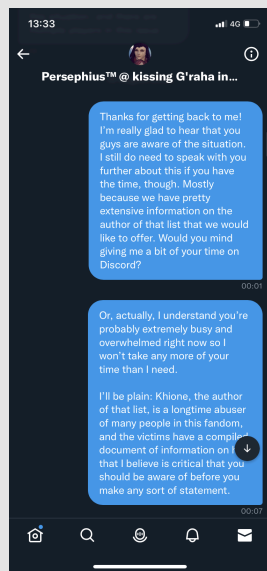 13:33
4G
Persephius™ @ kissing G'raha in...
Thanks for getting back to me!
I'm really glad to hear that you
guys are aware of the situation.
I still do need to speak with you
further about this if you have
the time, though. Mostly
because we have pretty
extensive information on the
author of that list that we would
like to offer. Would you mind
giving me a bit of your time on
Discord?
00:01
Or, actually, I understand you're
probably extremely busy and
overwhelmed right now so I
won't take any more of your
time than I need.
I'll be plain: Khione, the author
of that list, is a longtime abuser
of many people in this fandom,
and the victims have a compiled
document of information on
that I believe is critical that you
should be aware of before you
make any sort of statement.
00:07